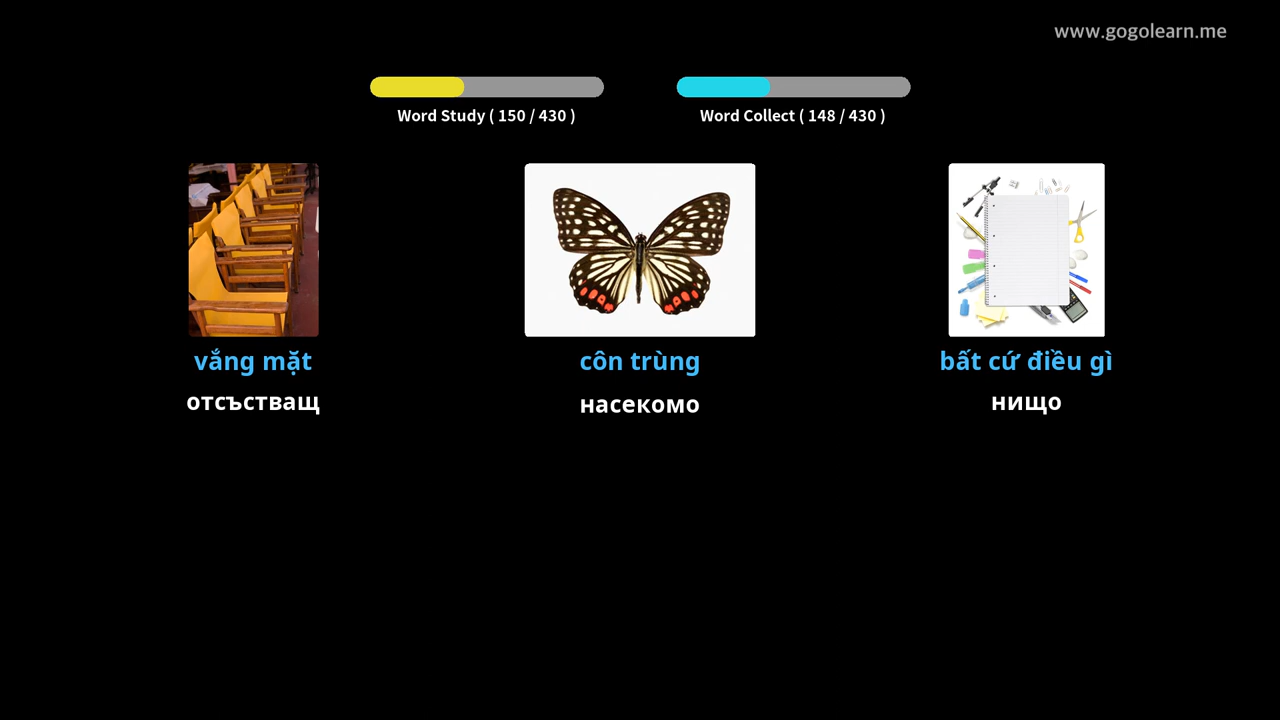 www.gogolearn.me
Word Study ( 150 / 430 )
Word Collect ( 148 / 430 )
vắng mặt
côn trùng
bất cứ điều gì
отсъстващ
насекомо
нищо